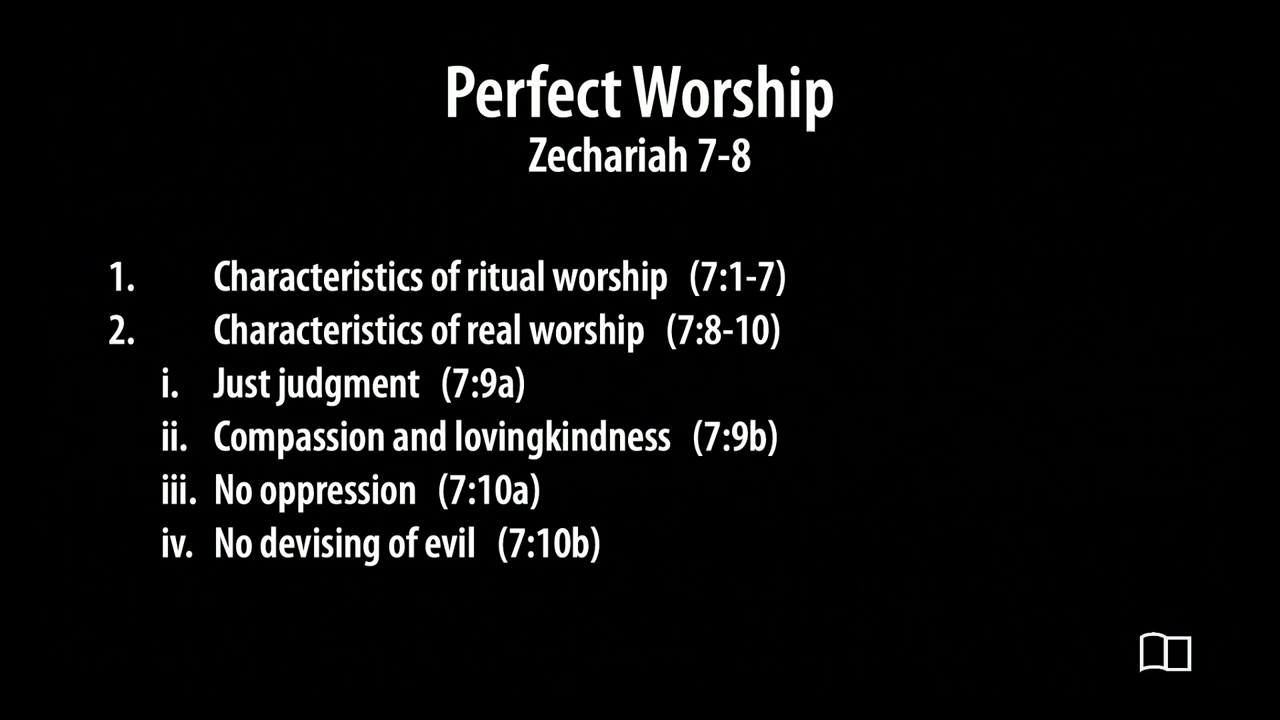 Perfect Worship
Zechariah 7-8
1. Characteristics of ritual worship (7:1-7)
2. Characteristics of real worship (7:8-10)
i. Just judgment (7:9a)
ii. Compassion and lovingkindness (7:9b)
iii. No oppression (7:10a)
iv. No devising of evil (7:10b)